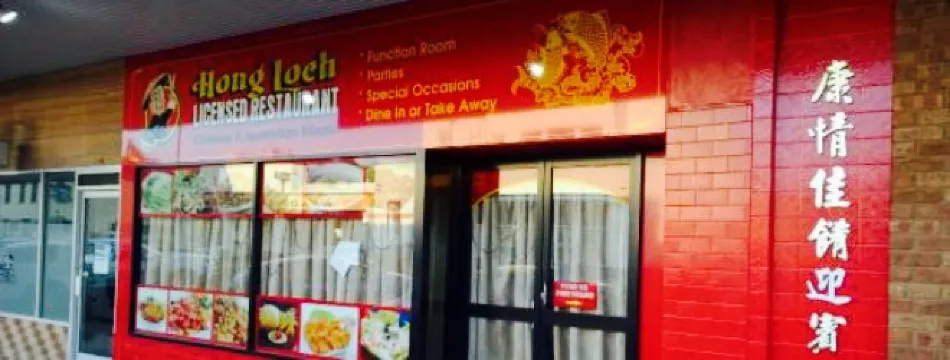 Hong Loch
LICENSED RESTAURANT
* Function Room
* Parties
* Special Occasions
* Dine In or Take Away
康情佳餚迎賓